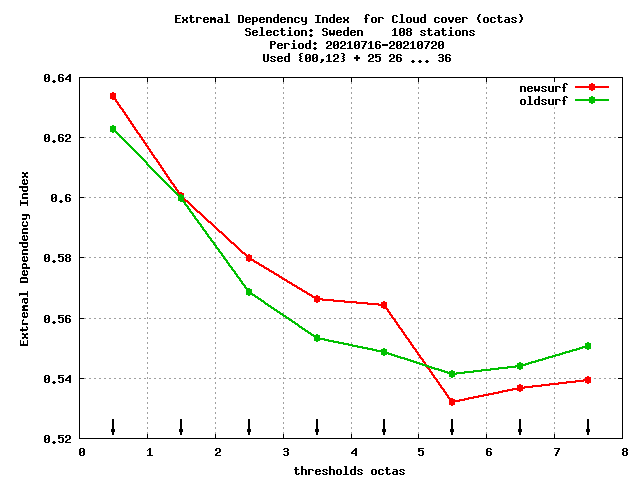 Extremal Dependency Index  for Cloud cover (octas)
Selection: Sweden    108 stations
Period: 20210716-20210720
Used {00,12} + 25 26 ... 36
newsurf
oldsurf
Extremal Dependency Index
0.64
0.62
0.6
0.58
0.56
0.54
0.52
0 1 2 3 4 5 6 7 8
thresholds octas